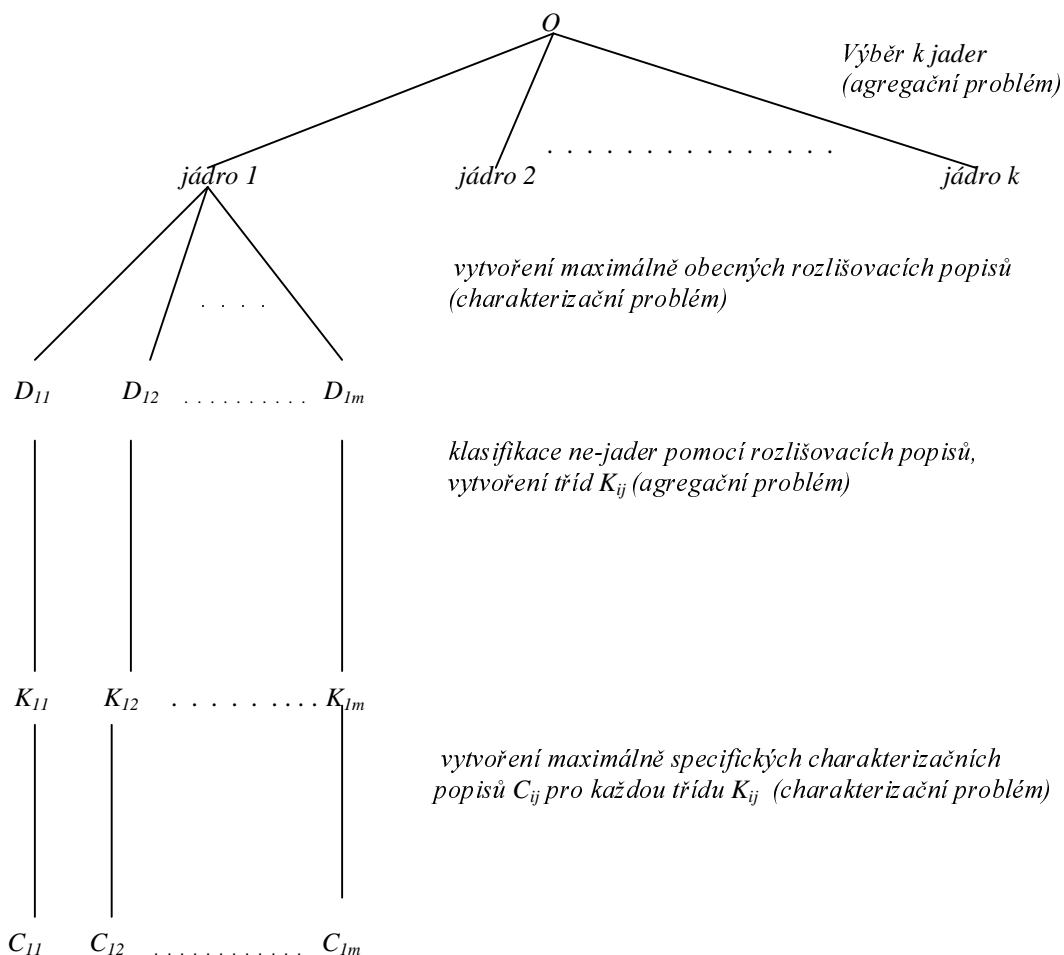 O
Výběr k jader
(agregační problém)
. . . . . . . . . . . . . . .
jádro 1 jádro 2 jádro k
vytvoření maximálně obecných rozlišovacích popisů
(charakterizační problém)
. . . .
D11 D12 . . . . . . . . . . D1m
klasifikace ne-jader pomocí rozlišovacích popisů,
vytvoření tříd Kij (agregační problém)
K11 K12 . . . . . . . . . K1m
vytvoření maximálně specifických charakterizačních
popisů Cij pro každou třídu Kij (charakterizační problém)
C11 C12 . . . . . . . . . . . . C1m